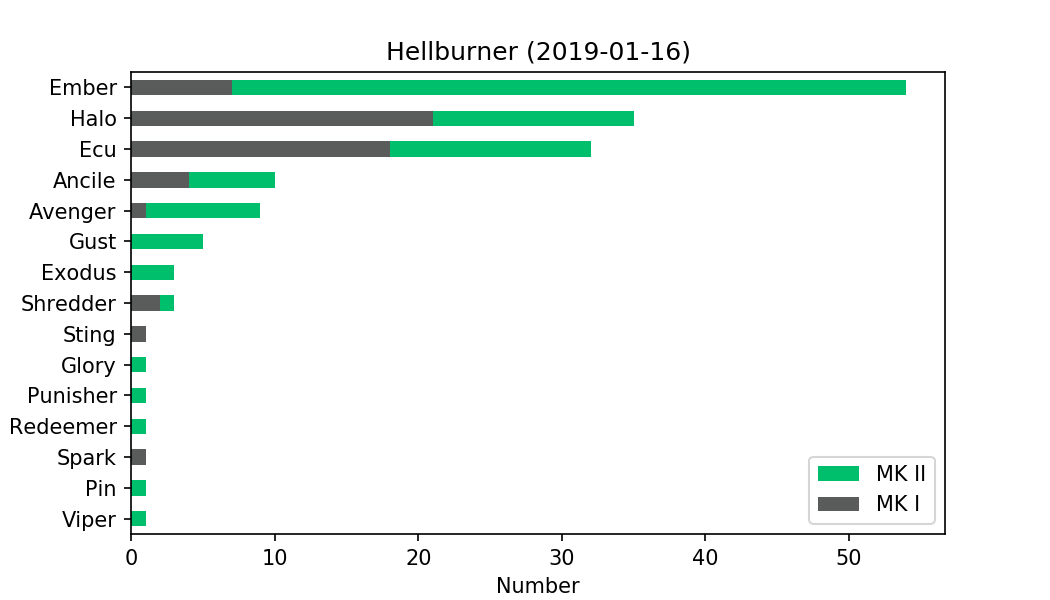 Hellburner (2019-01-16)
Ember
Halo
Ecu
Ancile
Avenger
Gust
Exodus
Shredder
Sting
Glory
Punisher
Redeemer
Spark
Pin
Viper
MK II
MK I
0 10 20 30 40 50
Number